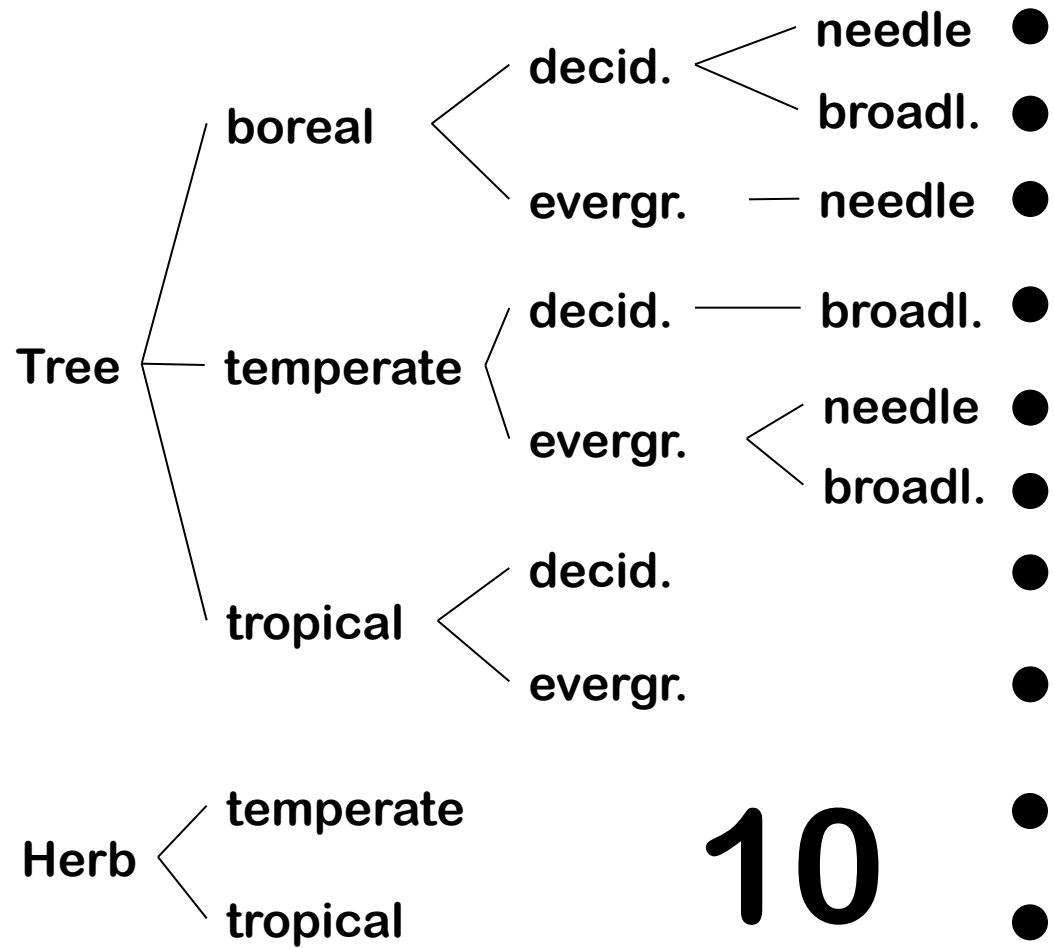 needle
decid.
broadl.
boreal
evergr.
needle
decid.
broadl.
Tree
temperate
needle
evergr.
broadl.
decid.
tropical
evergr.
temperate
Herb
10
tropical